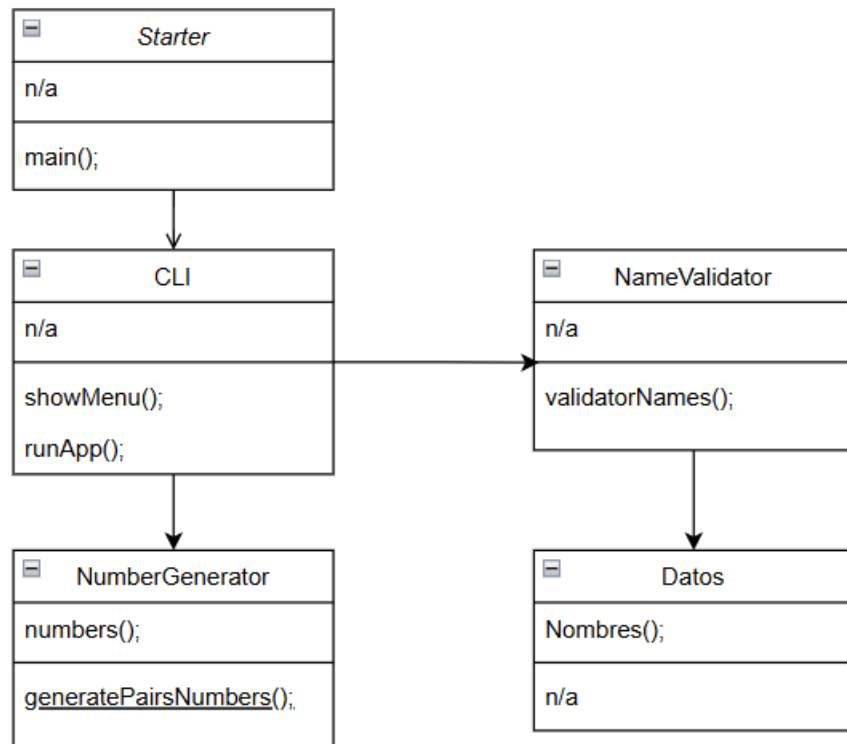 Starter
n/a
main();
CLI
n/a
showMenu();
runApp();
NameValidator
n/a
validatorNames();
NumberGenerator
numbers();
generatePairsNumbers();
Datos
Nombres();
n/a